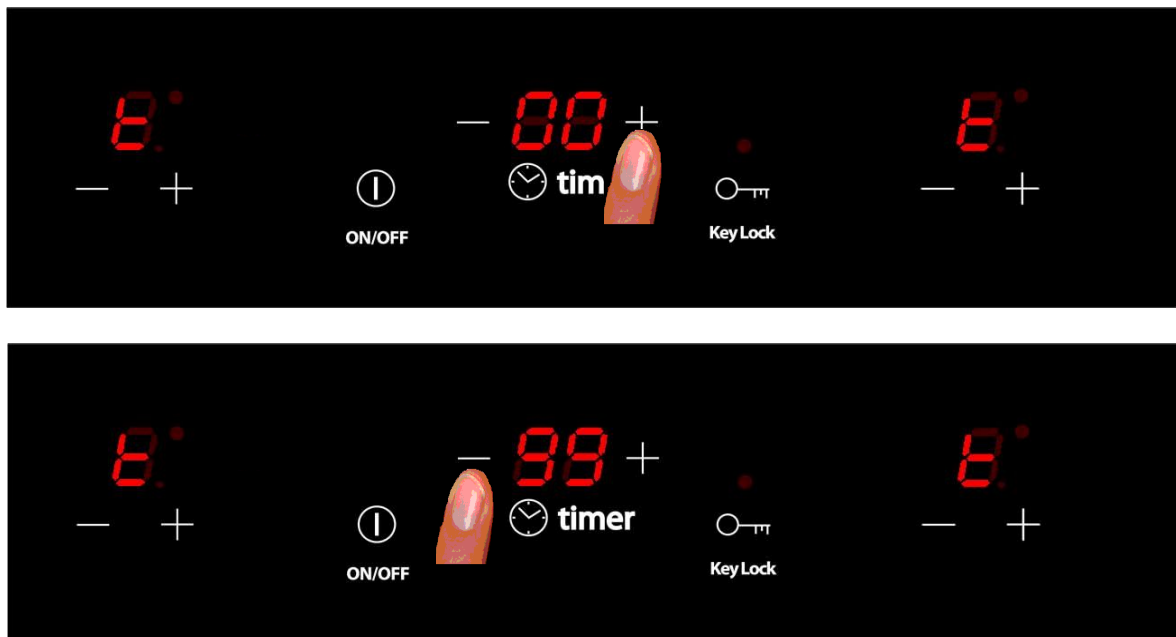 t − 00 + t
− + tim − +
ON/OFF Key Lock
t − 99 + t
− + timer − +
ON/OFF Key Lock